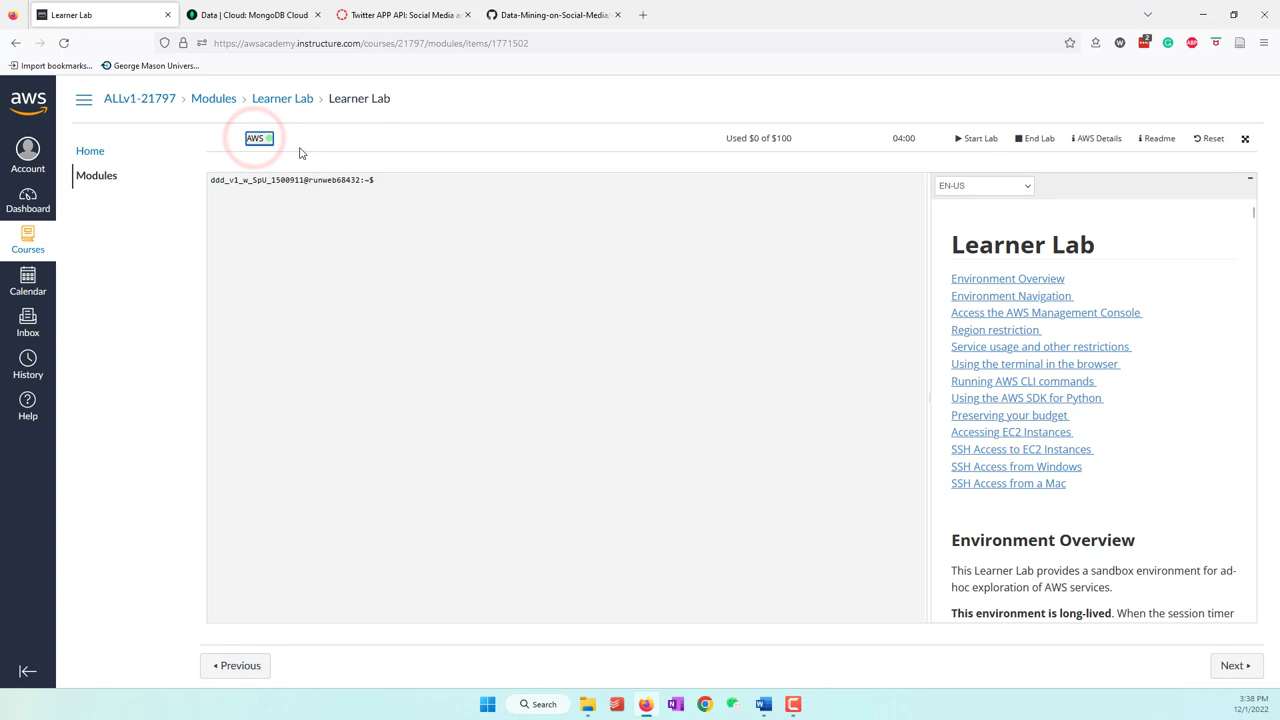 Learner Lab
Data | Cloud: MongoDB Cloud
Twitter APP API: Social Media a
Data-Mining-on-Social-Media/
https://awsacademy.instructure.com/courses/21797/modules/items/1771502
2
ABP
Import bookmarks...
George Mason Univers...
aws
Account
Dashboard
Courses
Calendar
Inbox
History
Help
ALLv1-21797 › Modules › Learner Lab › Learner Lab
Home
Modules
AWS
Used $0 of $100
04:00
Start Lab
End Lab
AWS Details
Readme
Reset
ddd_v1_w_SpU_1500911@runweb68432:~$
EN-US
Learner Lab
Environment Overview
Environment Navigation
Access the AWS Management Console
Region restriction
Service usage and other restrictions
Using the terminal in the browser
Running AWS CLI commands
Using the AWS SDK for Python
Preserving your budget
Accessing EC2 Instances
SSH Access to EC2 Instances
SSH Access from Windows
SSH Access from a Mac
Environment Overview
This Learner Lab provides a sandbox environment for ad-
hoc exploration of AWS services.
This environment is long-lived. When the session timer
Previous
Next
Search
3:38 PM
12/1/2022